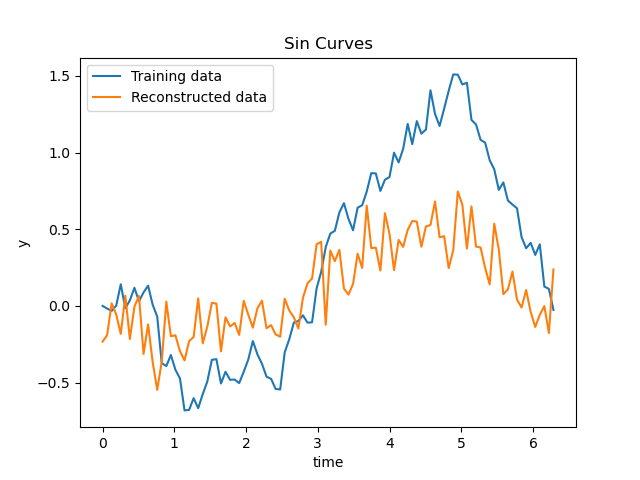 Sin Curves
Training data
Reconstructed data
1.5
1.0
0.5
0.0
−0.5
y
0 1 2 3 4 5 6
time